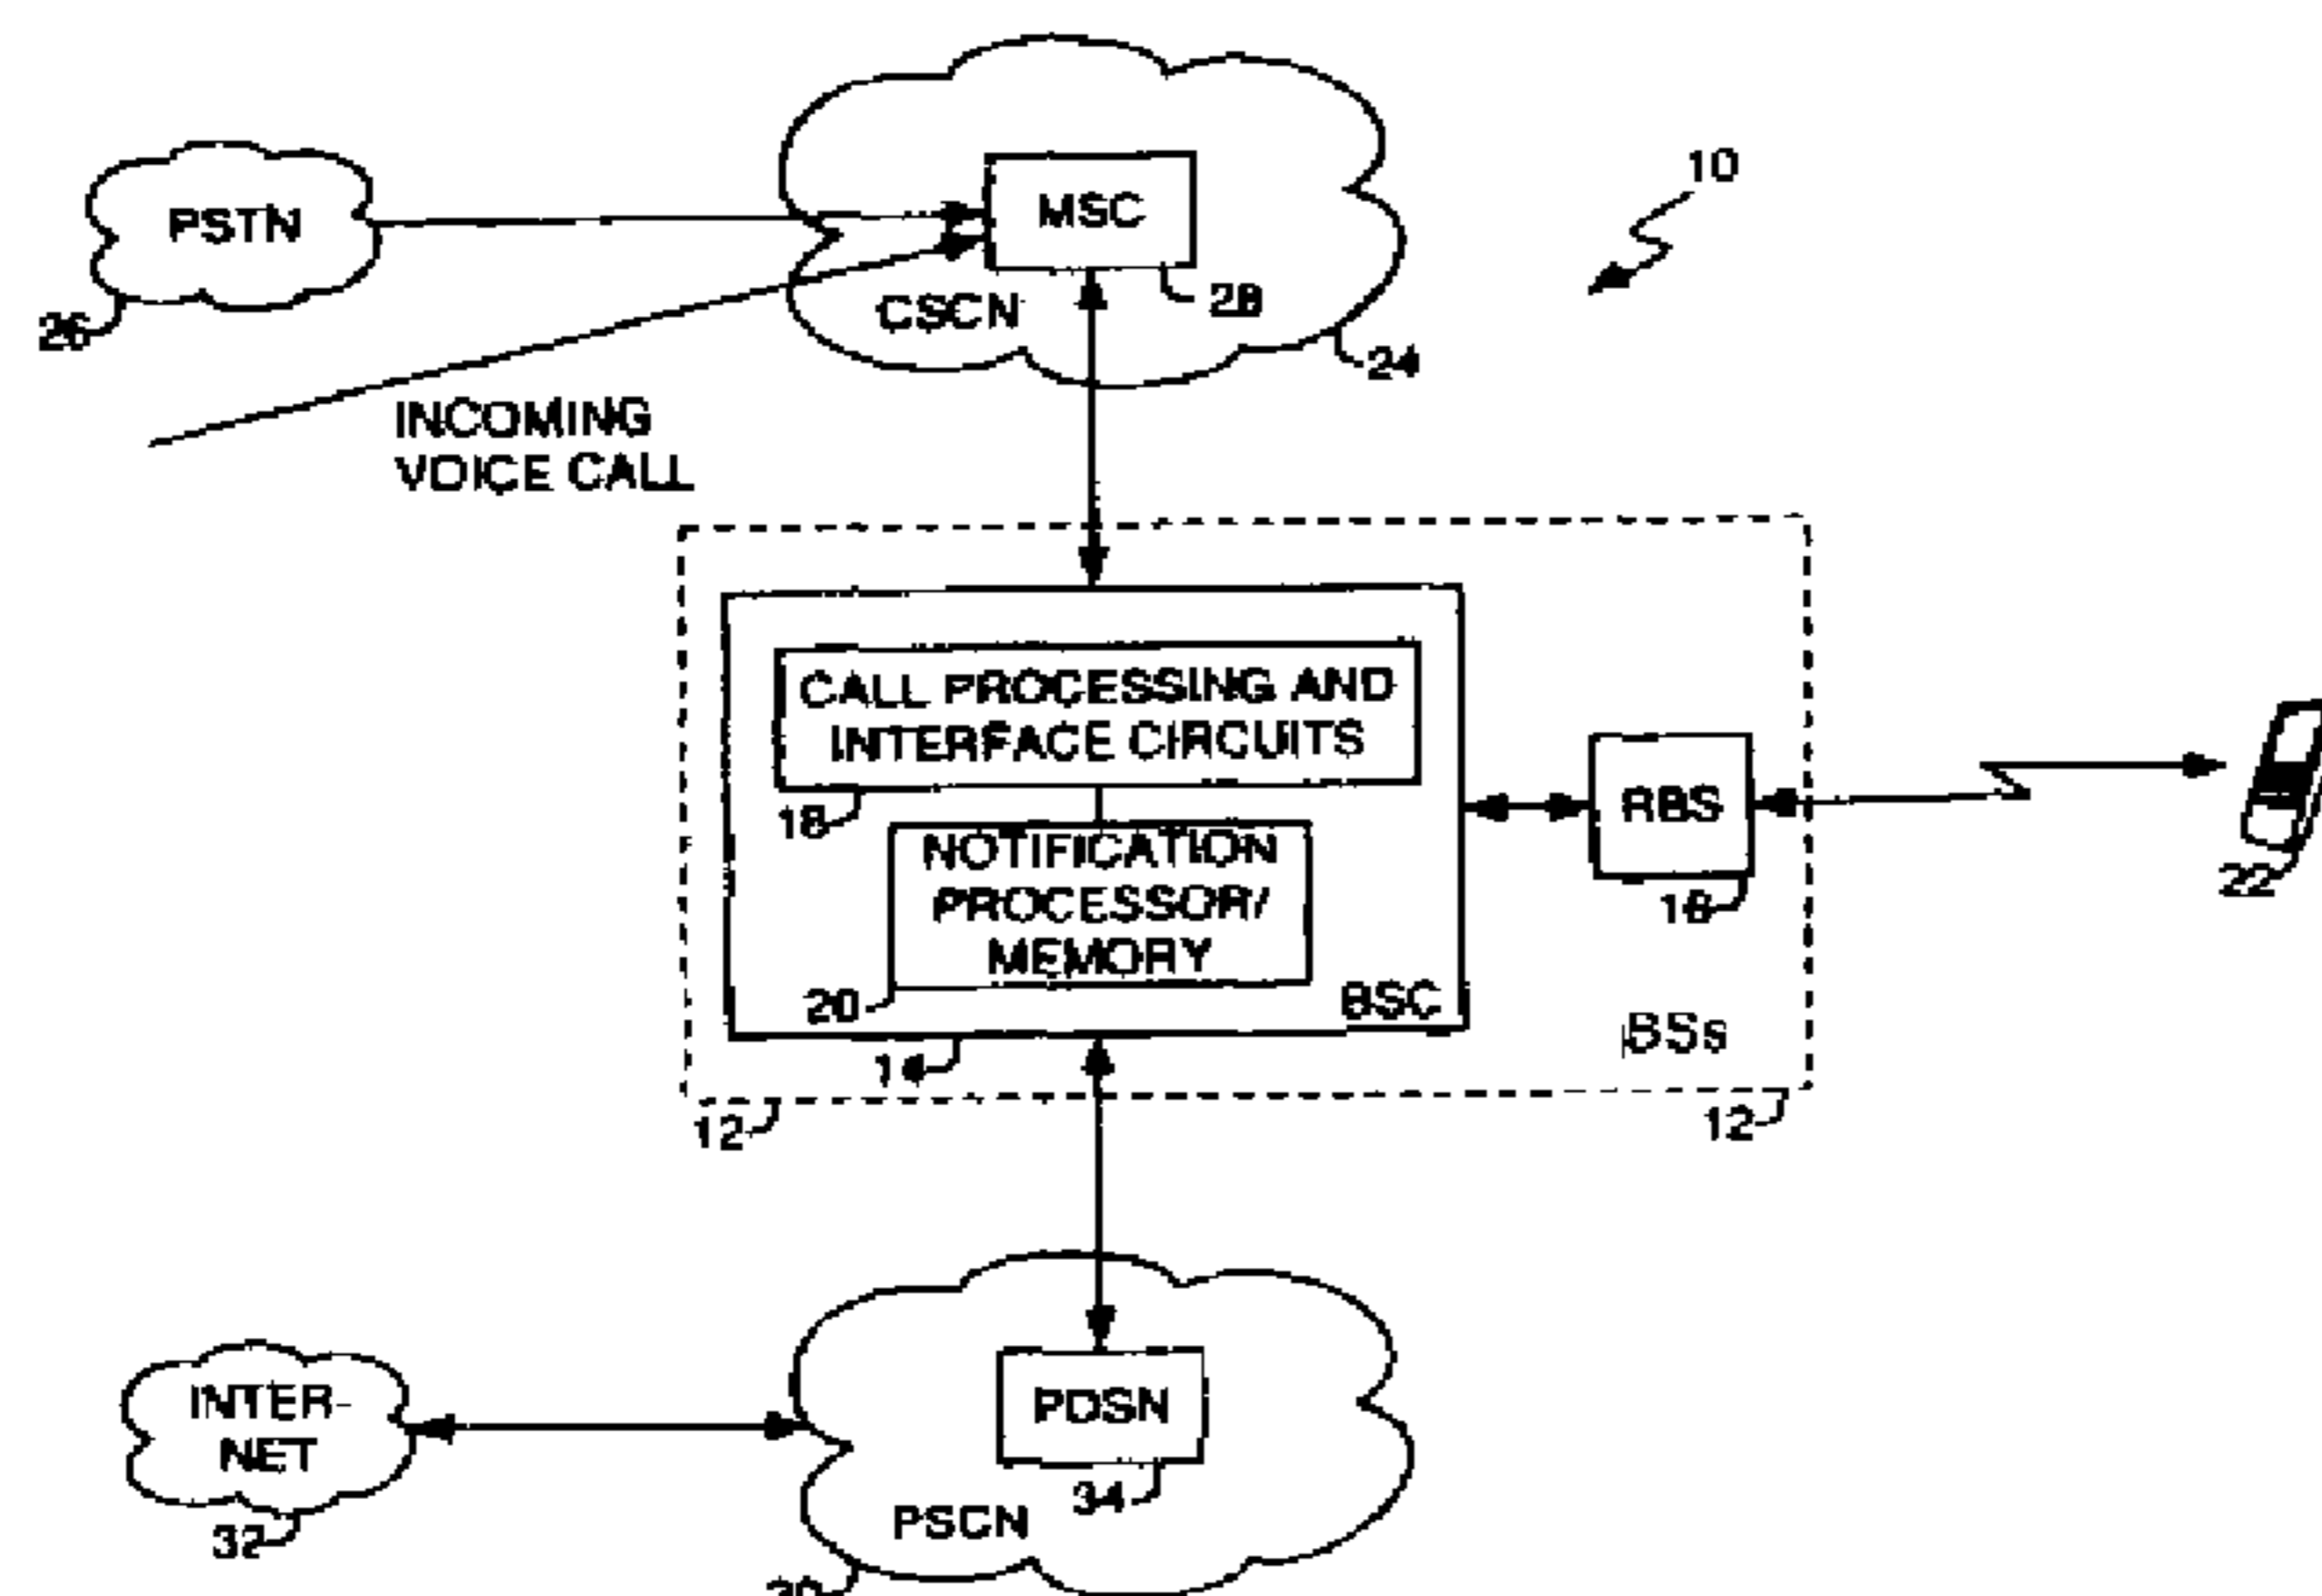 10
PSTN
MSC
26
CSCN
28
24
INCOMING
VOICE CALL
CALL PROCESSING AND
INTERFACE CIRCUITS
18
NOTIFICATION
PROCESSOR/
MEMORY
20
BSC
RBS
16
22
BSs
14
12
12
INTER-
NET
PDSN
34
PSCN
32
30